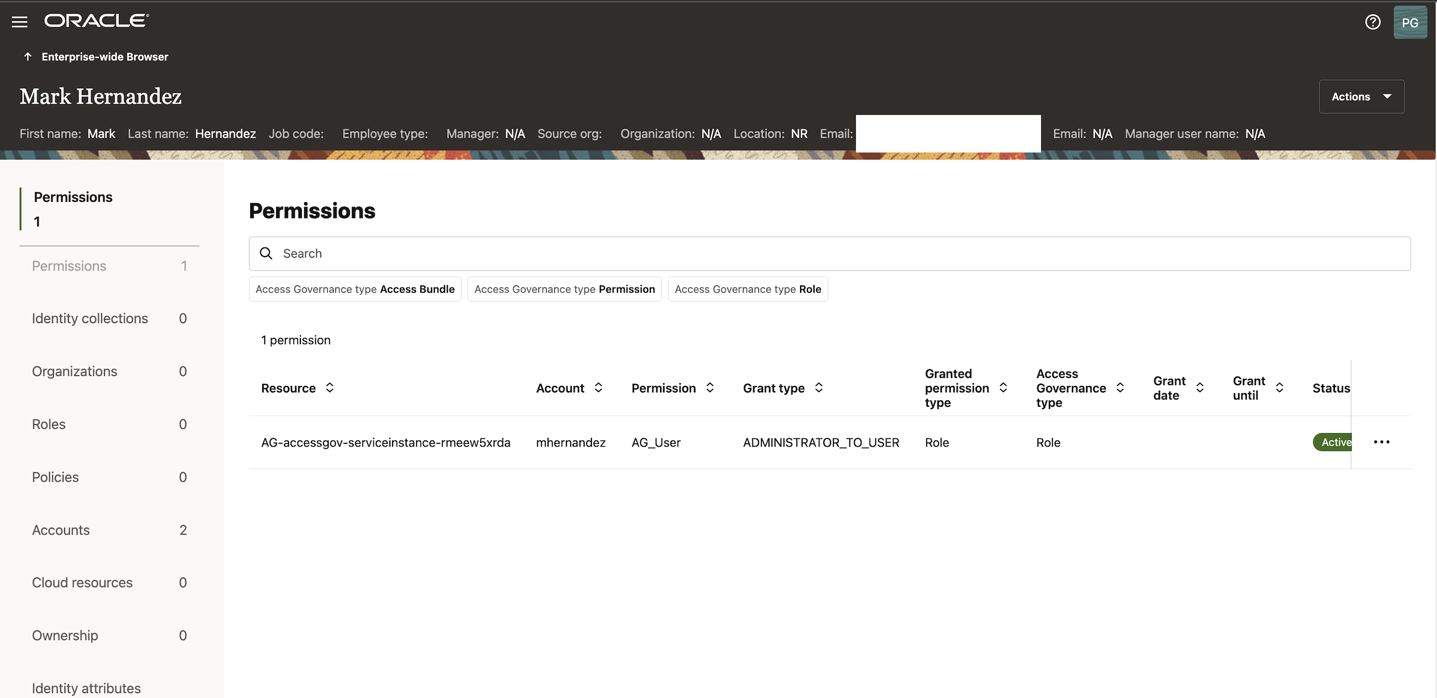 ORACLE
PG
Enterprise-wide Browser
Mark Hernandez
Actions
First name: Mark Last name: Hernandez Job code: Employee type: Manager: N/A Source org: Organization: N/A Location: NR Email: Email: N/A Manager user name: N/A
Permissions
1
Permissions 1
Identity collections 0
Organizations 0
Roles 0
Policies 0
Accounts 2
Cloud resources 0
Ownership 0
Identity attributes
Permissions
Search
Access Governance type Access Bundle Access Governance type Permission Access Governance type Role
1 permission
Resource Account Permission Grant type Granted permission type Access Governance type Grant date Grant until Status
AG-accessgov-serviceinstance-rmeew5xrda mhernandez AG_User ADMINISTRATOR_TO_USER Role Role Active